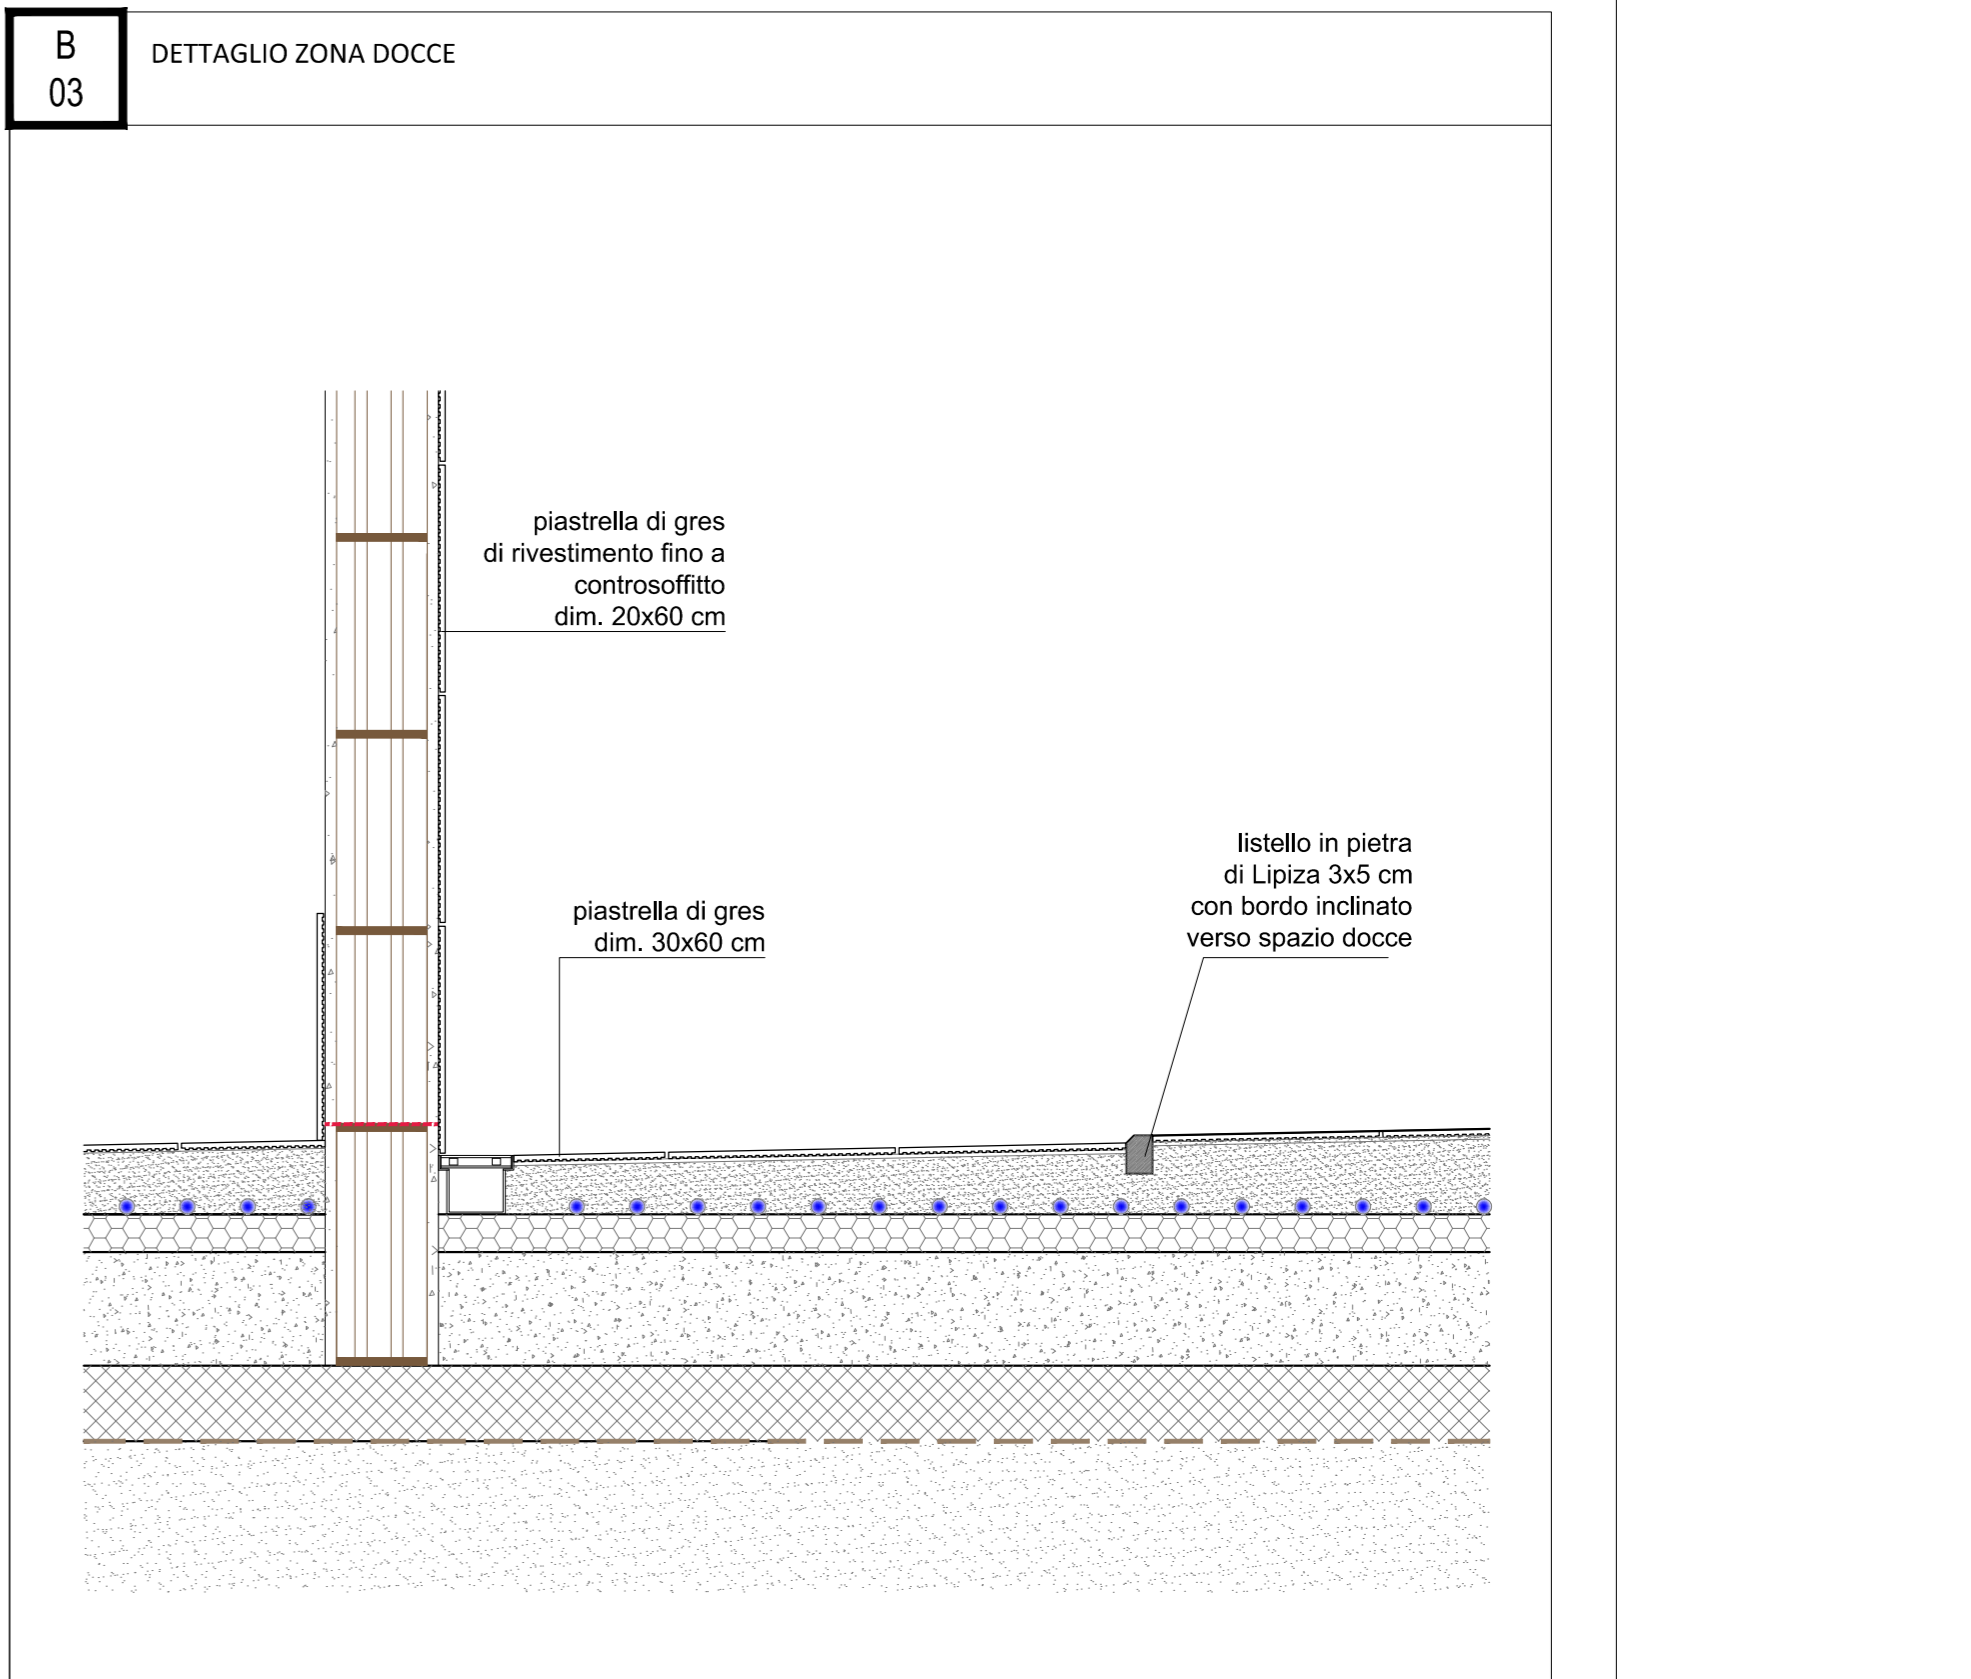 B
03
DETTAGLIO ZONA DOCCE
piastrella di gres
di rivestimento fino a
controsoffitto
dim. 20x60 cm
listello in pietra
di Lipiza 3x5 cm
con bordo inclinato
verso spazio docce
piastrella di gres
dim. 30x60 cm